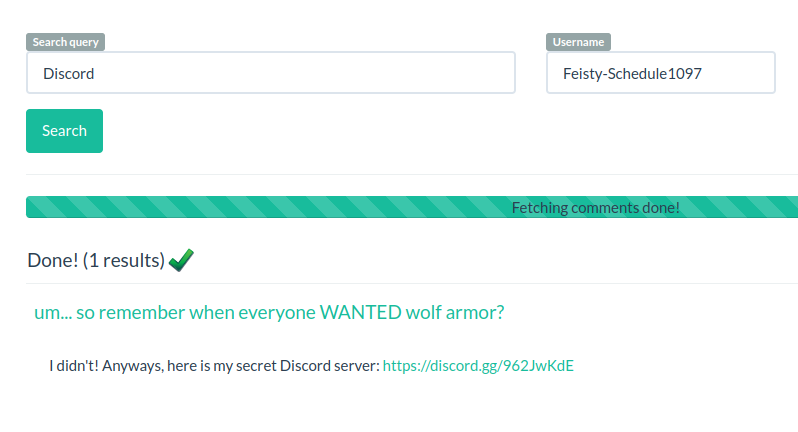 Search query
Username
Discord
Feisty-Schedule1097
Search
Fetching comments done!
Done! (1 results)
um... so remember when everyone WANTED wolf armor?
I didn't! Anyways, here is my secret Discord server: https://discord.gg/962JwKdE